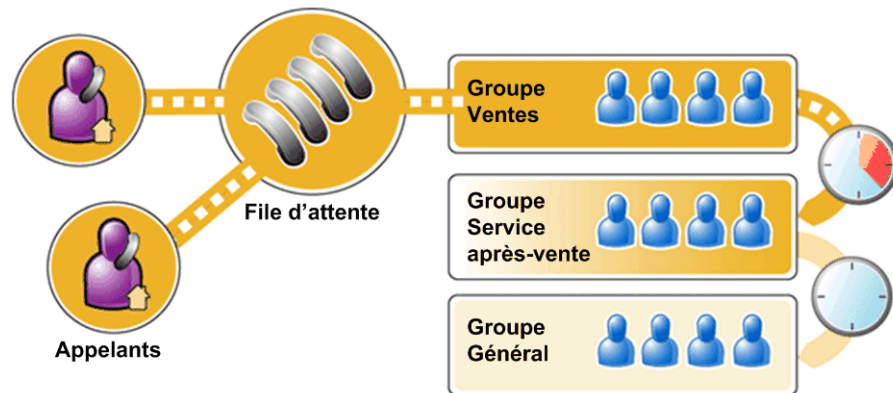 Groupe
Ventes
File d'attente
Groupe
Service
après-vente
Appelants
Groupe
Général